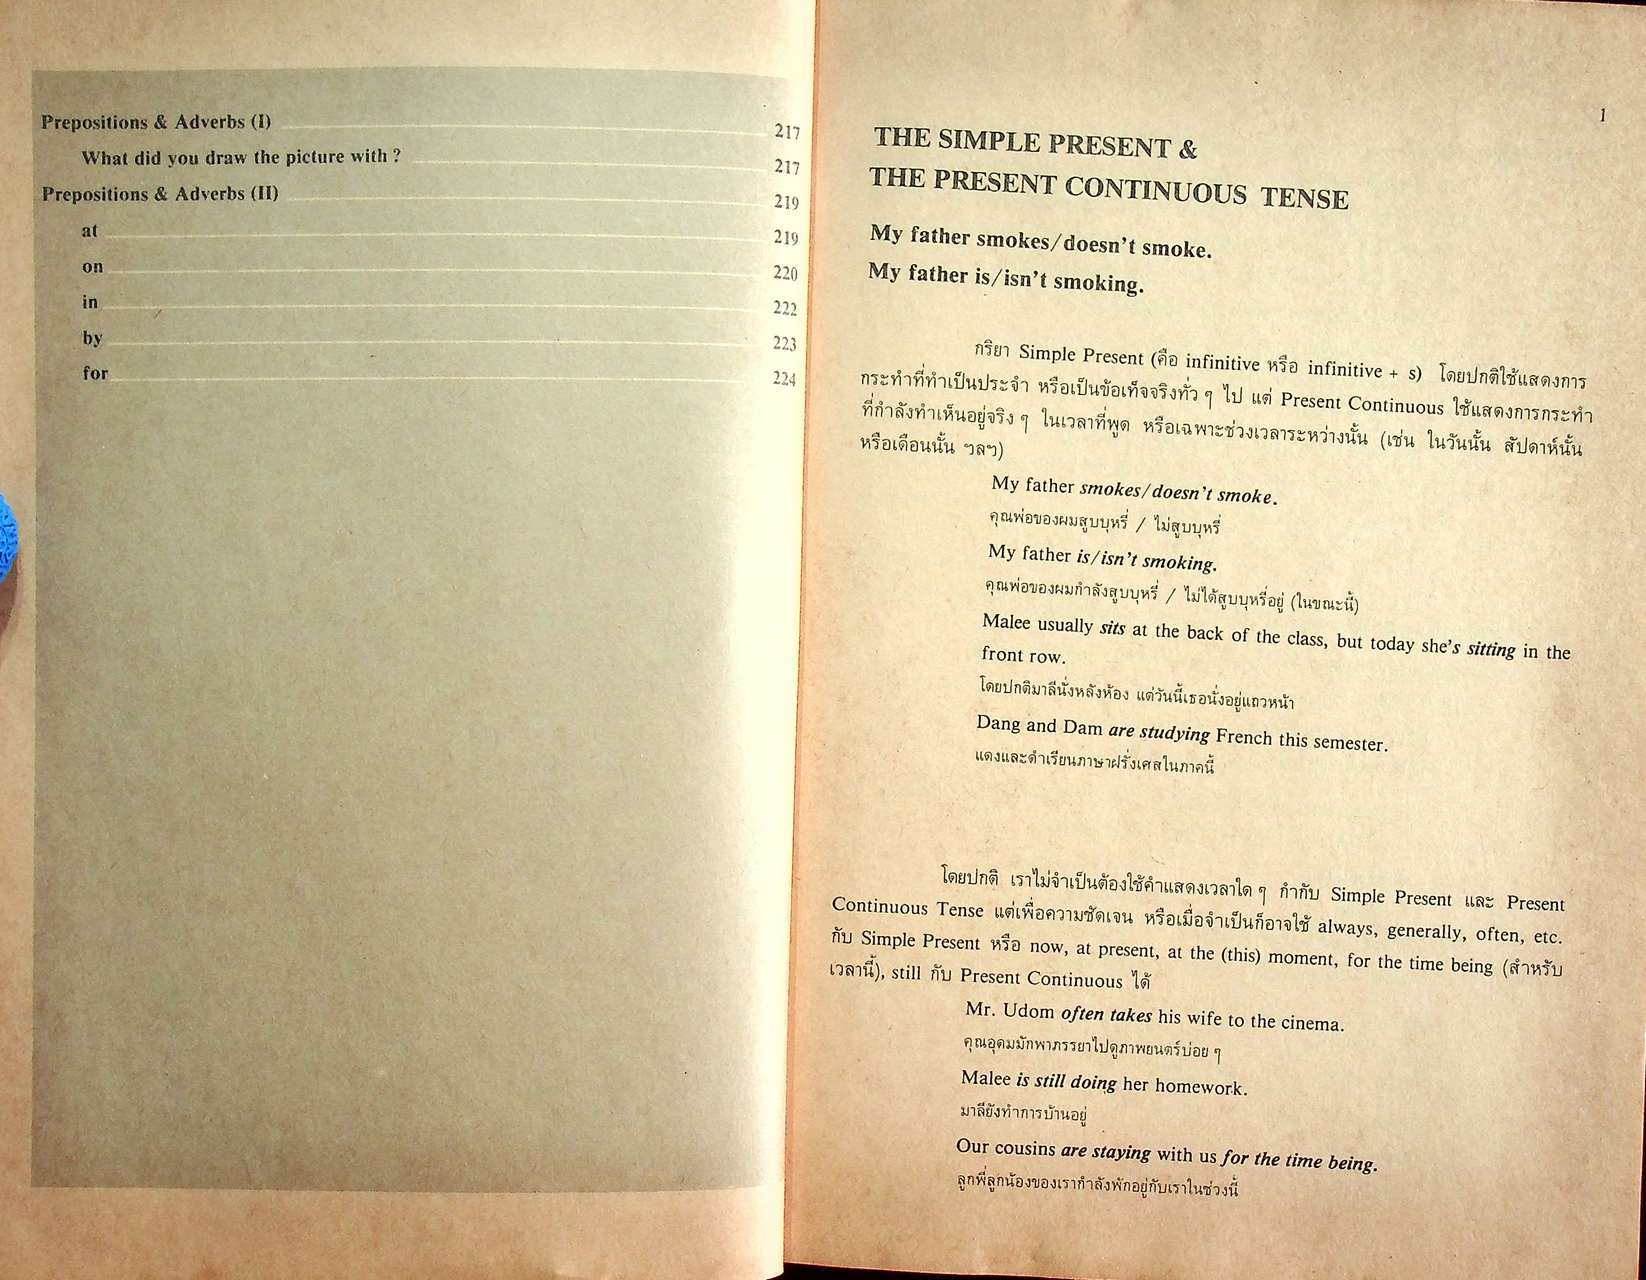 Prepositions & Adverbs (I) 217
What did you draw the picture with ? 217
Prepositions & Adverbs (II) 219
at 219
on 220
in 222
by 223
for 224
1
THE SIMPLE PRESENT &
THE PRESENT CONTINUOUS TENSE
My father smokes/doesn't smoke.
My father is/isn't smoking.
กริยา Simple Present (คือ infinitive หรือ infinitive + s) โดยปกติใช้แสดงการ
กระทำที่ทำเป็นประจำ หรือเป็นข้อเท็จจริงทั่ว ๆ ไป แต่ Present Continuous ใช้แสดงการกระทำ
ที่กำลังทำเห็นอยู่จริง ๆ ในเวลาที่พูด หรือเฉพาะช่วงเวลาระหว่างนั้น (เช่น ในวันนั้น สัปดาห์นั้น
หรือเดือนนั้น ฯลฯ)
My father smokes/doesn't smoke.
คุณพ่อของผมสูบบุหรี่ / ไม่สูบบุหรี่
My father is/isn't smoking.
คุณพ่อของผมกำลังสูบบุหรี่ / ไม่ได้สูบบุหรี่อยู่ (ในขณะนี้)
Malee usually sits at the back of the class, but today she's sitting in the
front row.
โดยปกติมาลีนั่งหลังห้อง แต่วันนี้เธอนั่งอยู่แถวหน้า
Dang and Dam are studying French this semester.
แดงและดำเรียนภาษาฝรั่งเศสในภาคนี้
โดยปกติ เราไม่จำเป็นต้องใช้คำแสดงเวลาใด ๆ กำกับ Simple Present และ Present
Continuous Tense แต่เพื่อความชัดเจน หรือเมื่อจำเป็นก็อาจใช้ always, generally, often, etc.
กับ Simple Present หรือ now, at present, at the (this) moment, for the time being (สำหรับ
เวลานี้), still กับ Present Continuous ได้
Mr. Udom often takes his wife to the cinema.
คุณอุดมมักพาภรรยาไปดูภาพยนตร์บ่อย ๆ
Malee is still doing her homework.
มาลียังทำการบ้านอยู่
Our cousins are staying with us for the time being.
ลูกพี่ลูกน้องของเรากำลังพักอยู่กับเราในช่วงนี้